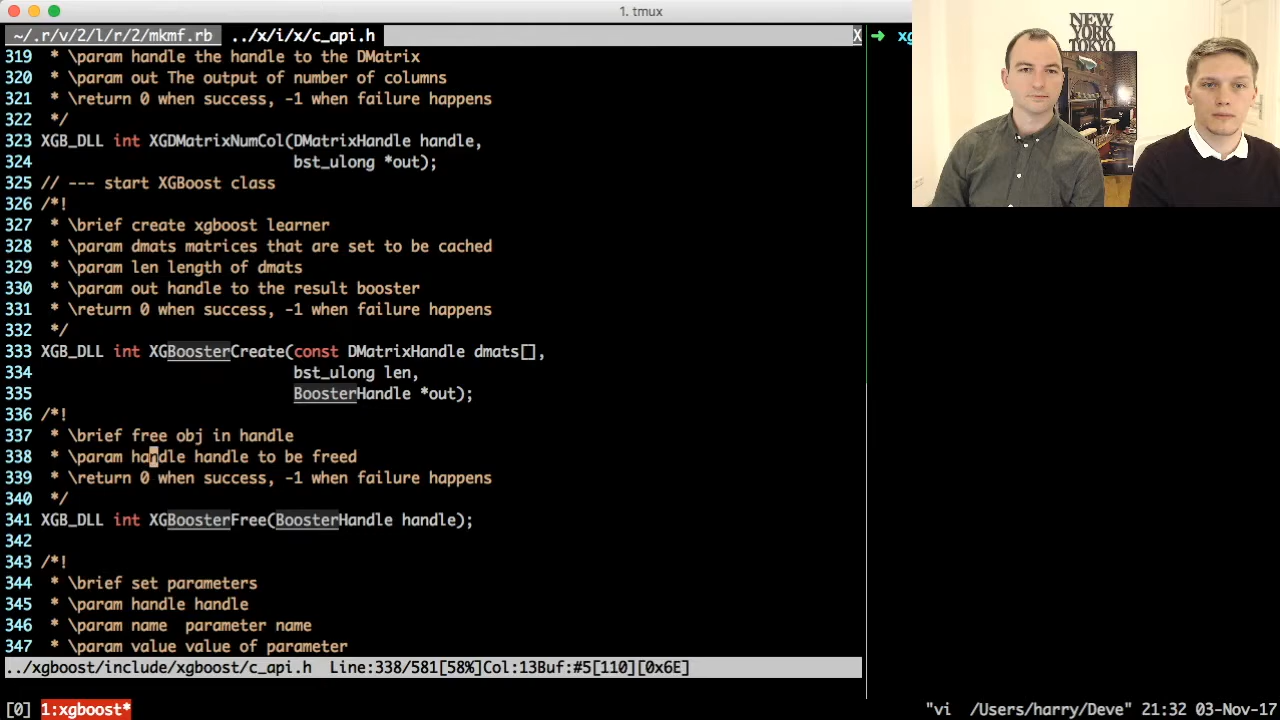 1. tmux
~/.r/v/2/l/r/2/mkmf.rb ../x/i/x/c_api.h X
➜ xg
NEW
YORK
TOKYO
319 * \param handle the handle to the DMatrix
320 * \param out The output of number of columns
321 * \return 0 when success, -1 when failure happens
322 */
323 XGB_DLL int XGDMatrixNumCol(DMatrixHandle handle,
324 bst_ulong *out);
325 // --- start XGBoost class
326 /*!
327 * \brief create xgboost learner
328 * \param dmats matrices that are set to be cached
329 * \param len length of dmats
330 * \param out handle to the result booster
331 * \return 0 when success, -1 when failure happens
332 */
333 XGB_DLL int XGBoosterCreate(const DMatrixHandle dmats[],
334 bst_ulong len,
335 BoosterHandle *out);
336 /*!
337 * \brief free obj in handle
338 * \param handle handle to be freed
339 * \return 0 when success, -1 when failure happens
340 */
341 XGB_DLL int XGBoosterFree(BoosterHandle handle);
342
343 /*!
344 * \brief set parameters
345 * \param handle handle
346 * \param name  parameter name
347 * \param value value of parameter
../xgboost/include/xgboost/c_api.h  Line:338/581[58%]Col:13Buf:#5[110][0x6E]
[0] 1:xgboost* "vi  /Users/harry/Deve" 21:32 03-Nov-17